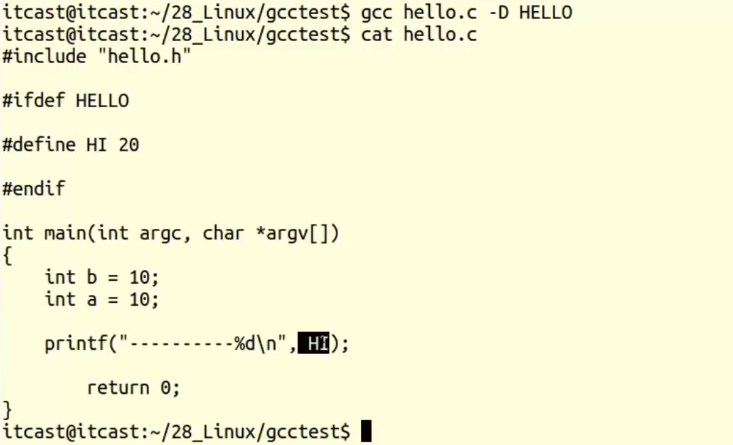 itcast@itcast:~/28_Linux/gcctest$ gcc hello.c -D HELLO
itcast@itcast:~/28_Linux/gcctest$ cat hello.c
#include "hello.h"
#ifdef HELLO
#define HI 20
#endif
int main(int argc, char *argv[])
{
    int b = 10;
    int a = 10;
    printf("----------%d\n", HI);
        return 0;
}
itcast@itcast:~/28_Linux/gcctest$